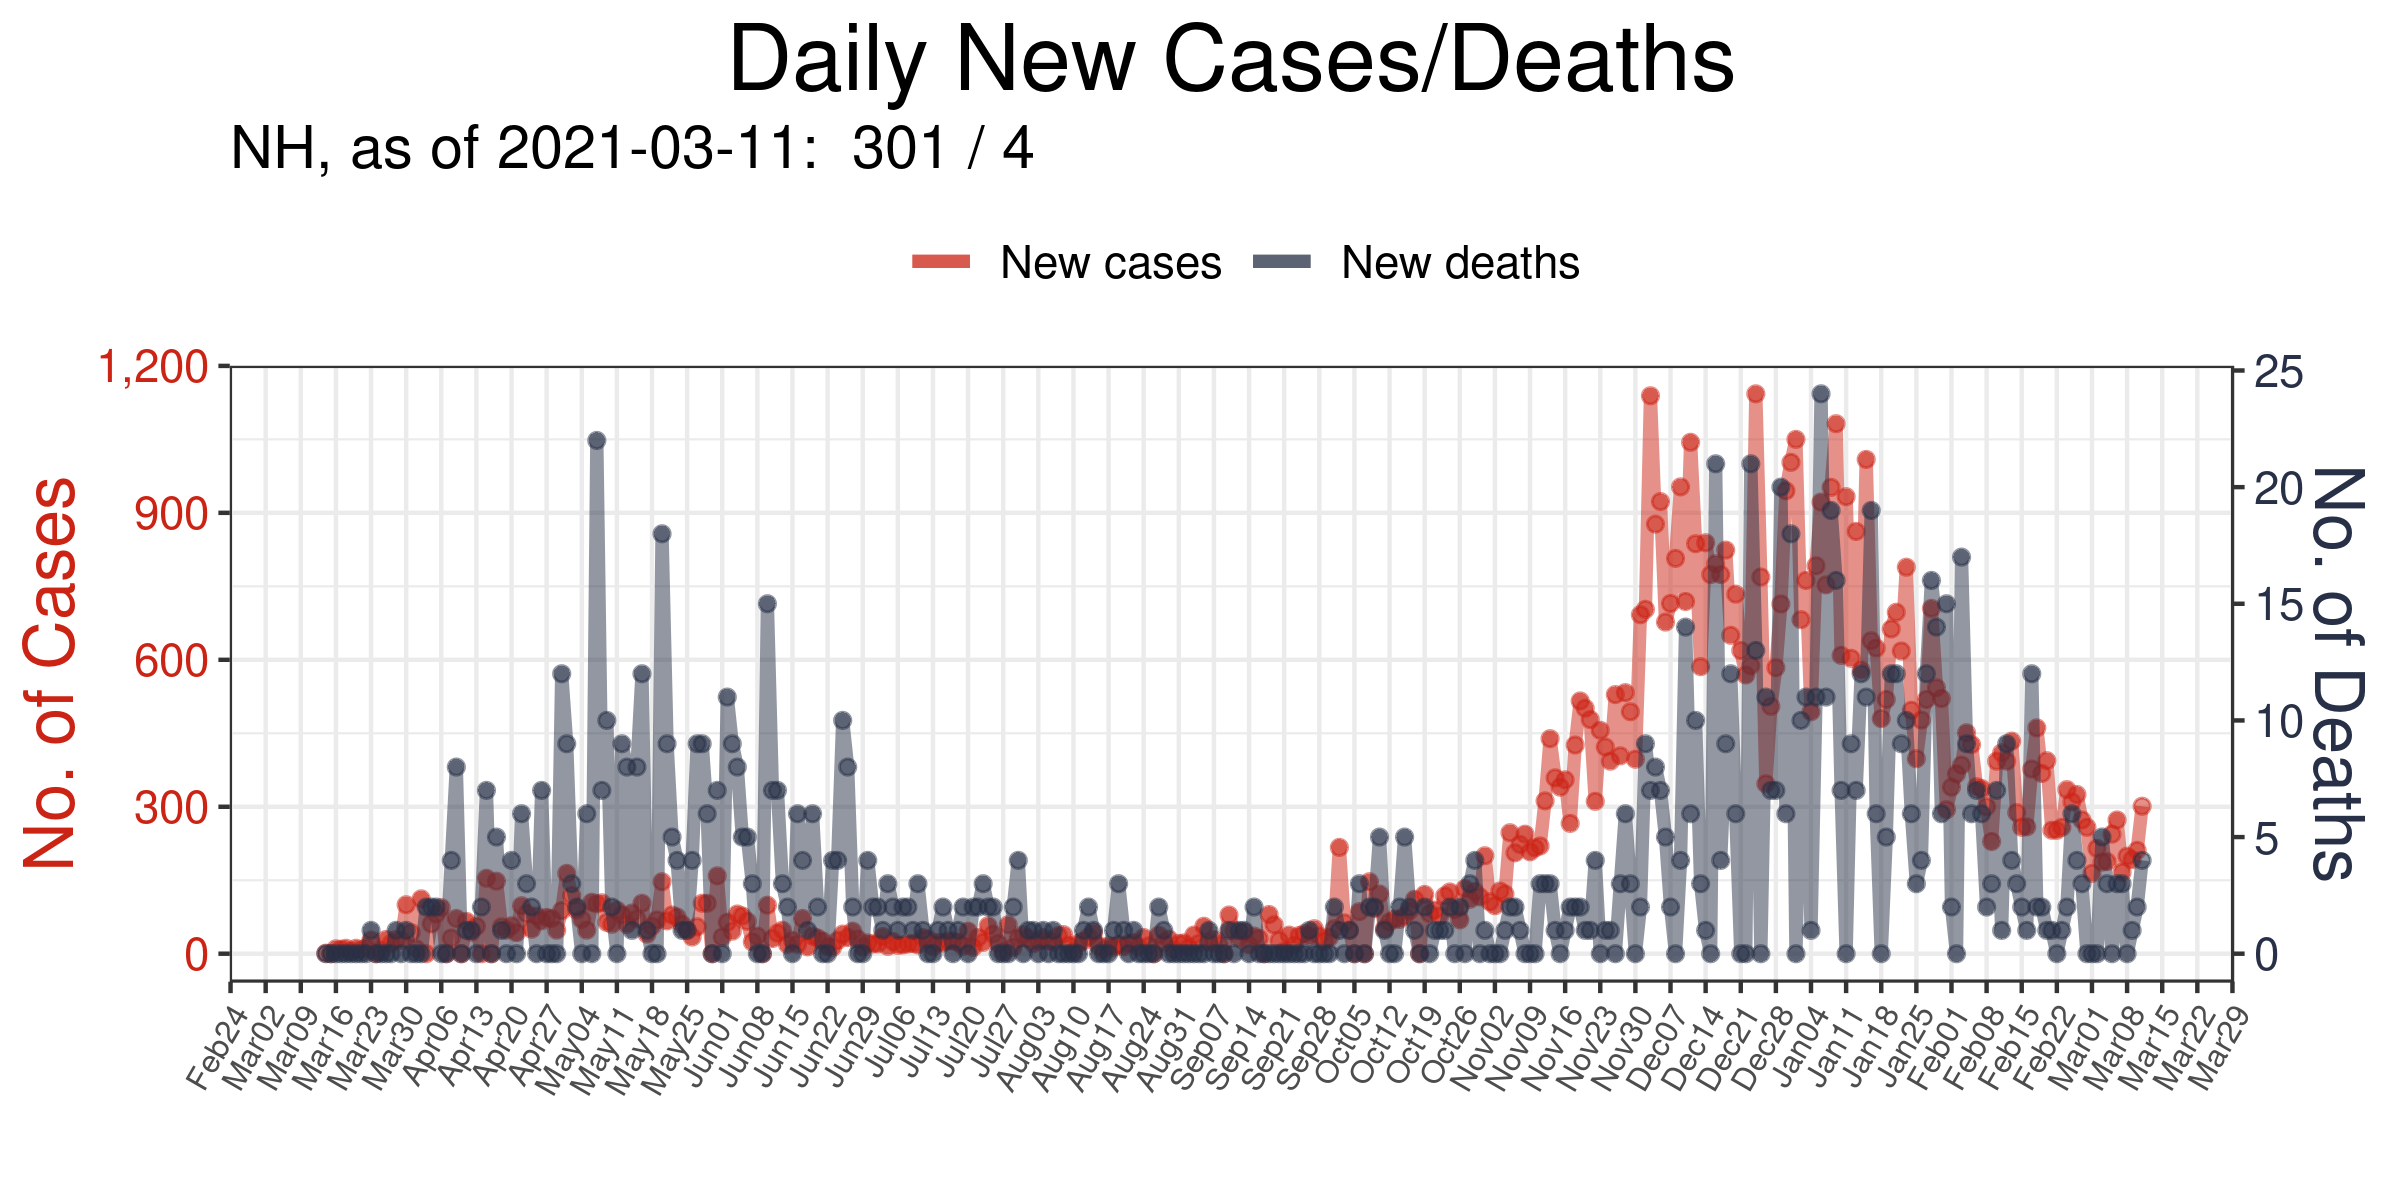 Daily New Cases/Deaths
NH, as of 2021-03-11: 301 / 4
New cases
New deaths
No. of Cases
1,200
900
600
300
0
25
20
15
10
5
0
No. of Deaths
Feb24
Mar02
Mar09
Mar16
Mar23
Mar30
Apr06
Apr13
Apr20
Apr27
May04
May11
May18
May25
Jun01
Jun08
Jun15
Jun22
Jun29
Jul06
Jul13
Jul20
Jul27
Aug03
Aug10
Aug17
Aug24
Aug31
Sep07
Sep14
Sep21
Sep28
Oct05
Oct12
Oct19
Oct26
Nov02
Nov09
Nov16
Nov23
Nov30
Dec07
Dec14
Dec21
Dec28
Jan04
Jan11
Jan18
Jan25
Feb01
Feb08
Feb15
Feb22
Mar01
Mar08
Mar15
Mar22
Mar29